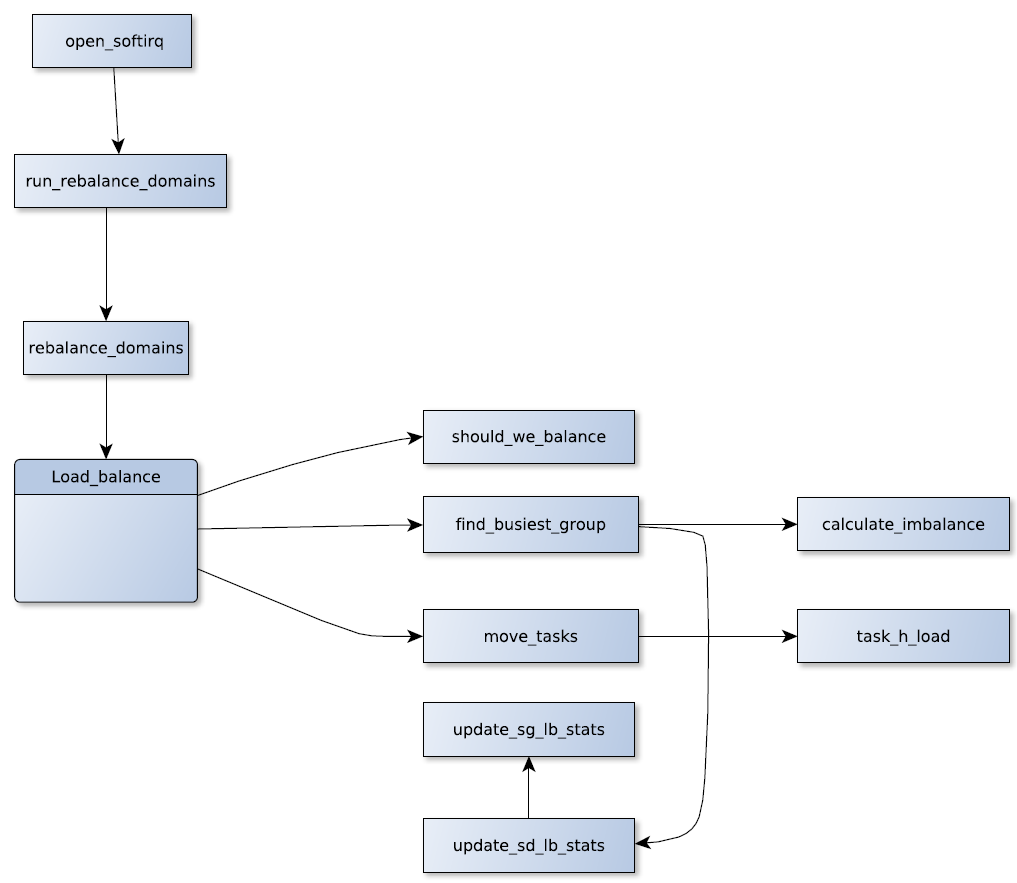 open_softirq
run_rebalance_domains
rebalance_domains
Load_balance
should_we_balance
find_busiest_group
calculate_imbalance
move_tasks
task_h_load
update_sg_lb_stats
update_sd_lb_stats